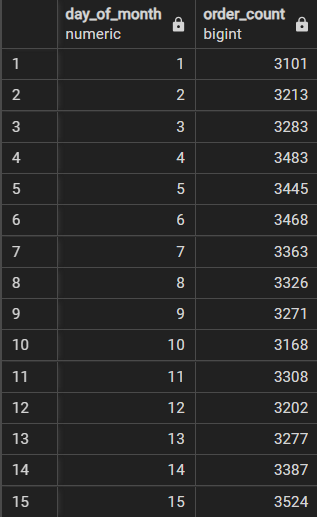 day_of_month order_count
numeric bigint
1 1 3101
2 2 3213
3 3 3283
4 4 3483
5 5 3445
6 6 3468
7 7 3363
8 8 3326
9 9 3271
10 10 3168
11 11 3308
12 12 3202
13 13 3277
14 14 3387
15 15 3524